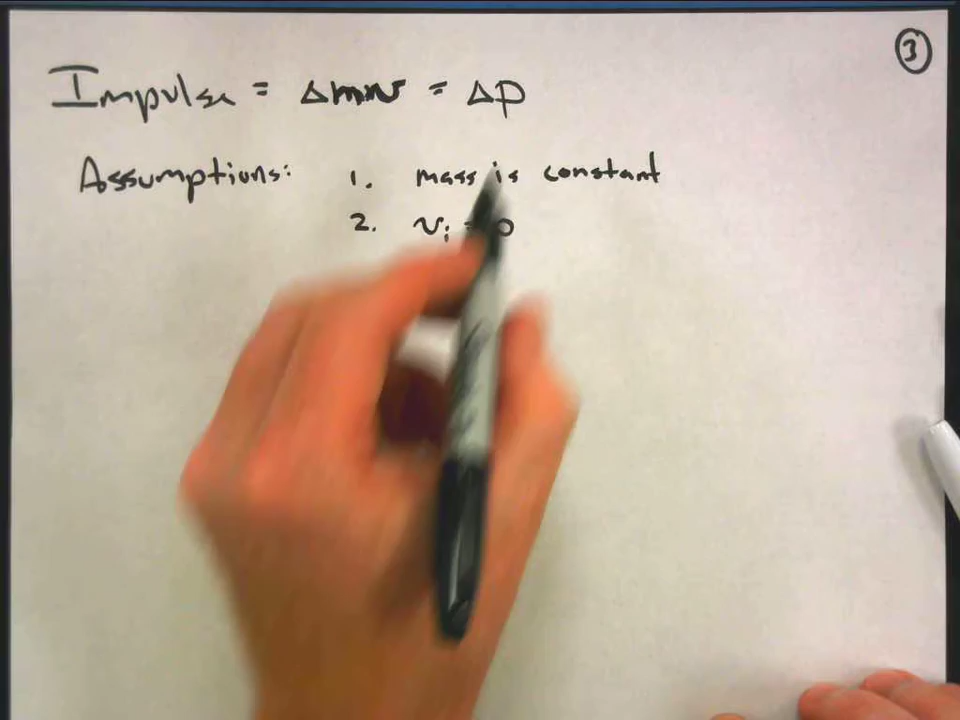 ③
Impulse = Δmv = Δp
Assumptions: 1. mass is constant
2. vᵢ = 0